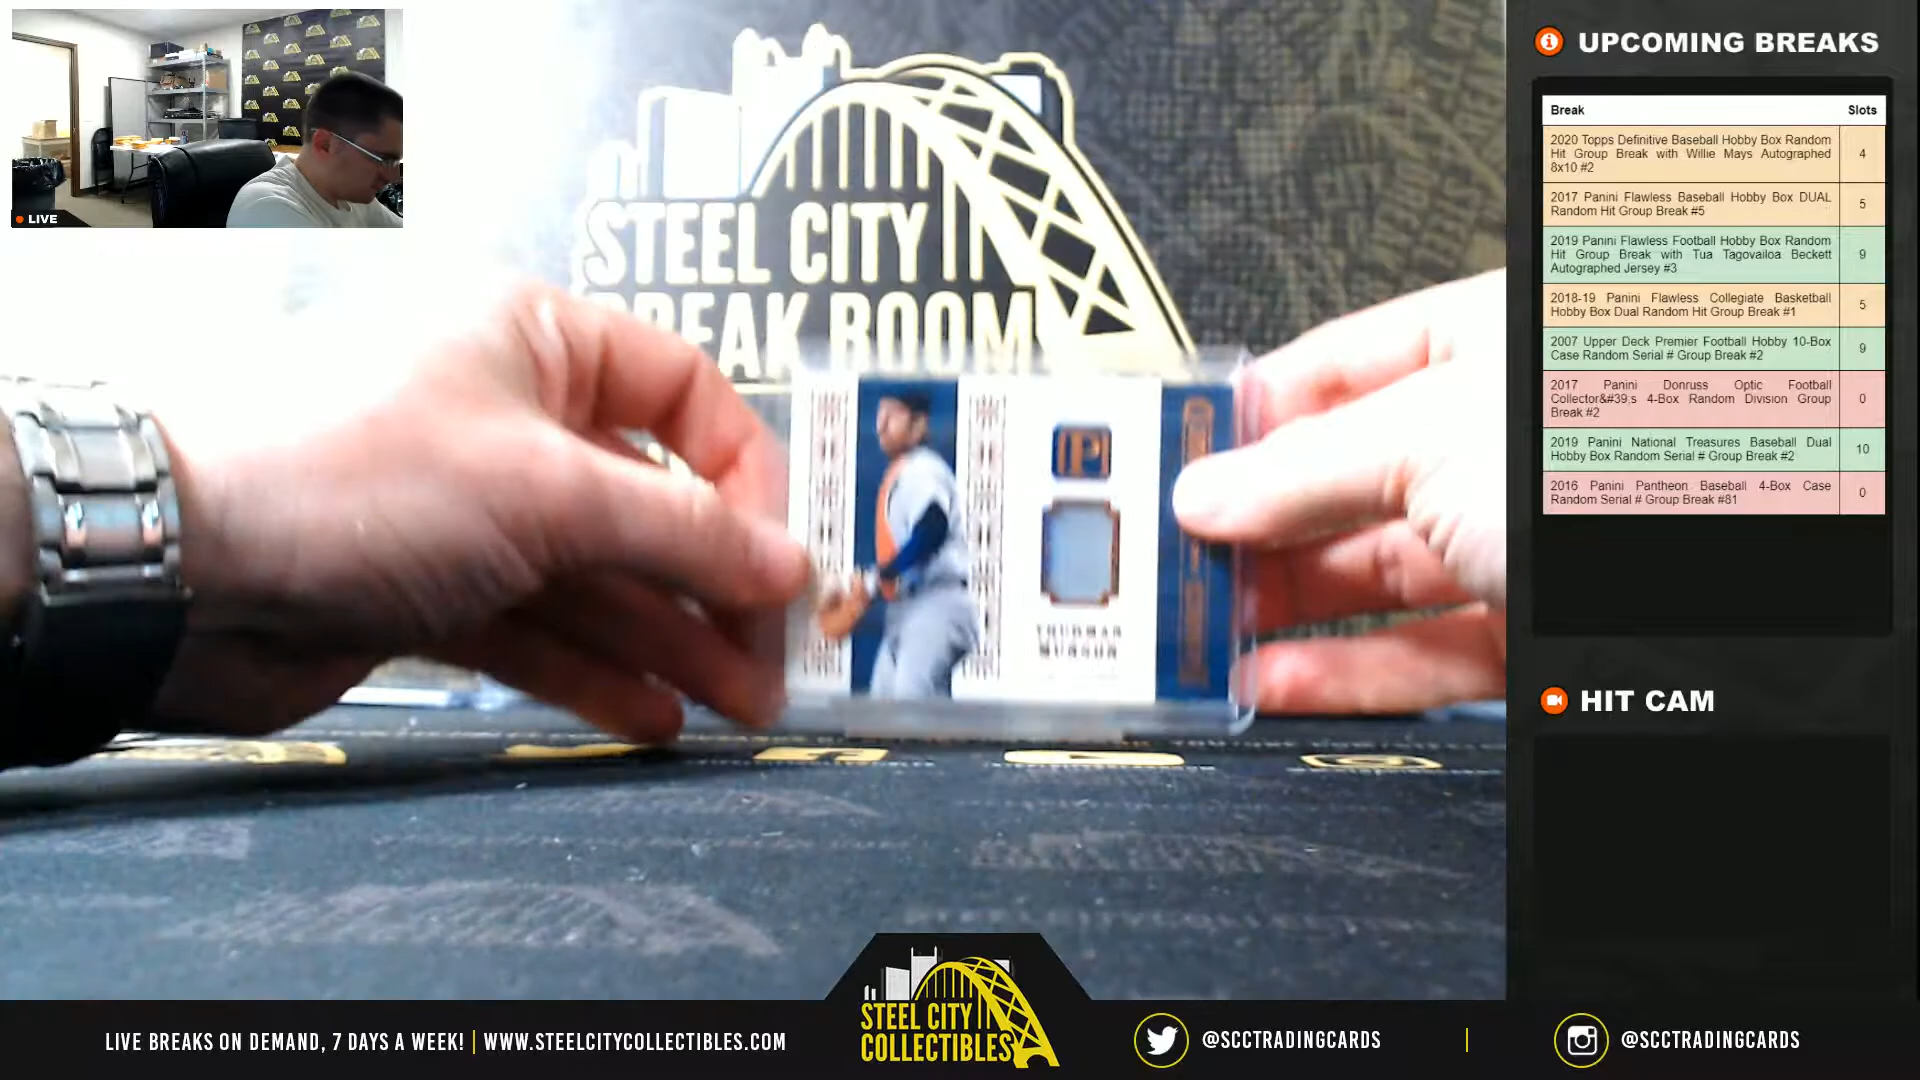 LIVE
STEEL CITY
BREAK ROOM
P
THURMAN
MUNSON
UPCOMING BREAKS
Break Slots
2020 Topps Definitive Baseball Hobby Box Random
Hit Group Break with Willie Mays Autographed
8x10 #2
4
2017 Panini Flawless Baseball Hobby Box DUAL
Random Hit Group Break #5
5
2019 Panini Flawless Football Hobby Box Random
Hit Group Break with Tua Tagovailoa Beckett
Autographed Jersey #3
9
2018-19 Panini Flawless Collegiate Basketball
Hobby Box Dual Random Hit Group Break #1
5
2007 Upper Deck Premier Football Hobby 10-Box
Case Random Serial # Group Break #2
9
2017 Panini Donruss Optic Football
Collector&#39;s 4-Box Random Division Group
Break #2
0
2019 Panini National Treasures Baseball Dual
Hobby Box Random Serial # Group Break #2
10
2016 Panini Pantheon Baseball 4-Box Case
Random Serial # Group Break #81
0
HIT CAM
LIVE BREAKS ON DEMAND, 7 DAYS A WEEK! | WWW.STEELCITYCOLLECTIBLES.COM
STEEL CITY
COLLECTIBLES
@SCCTRADINGCARDS | @SCCTRADINGCARDS